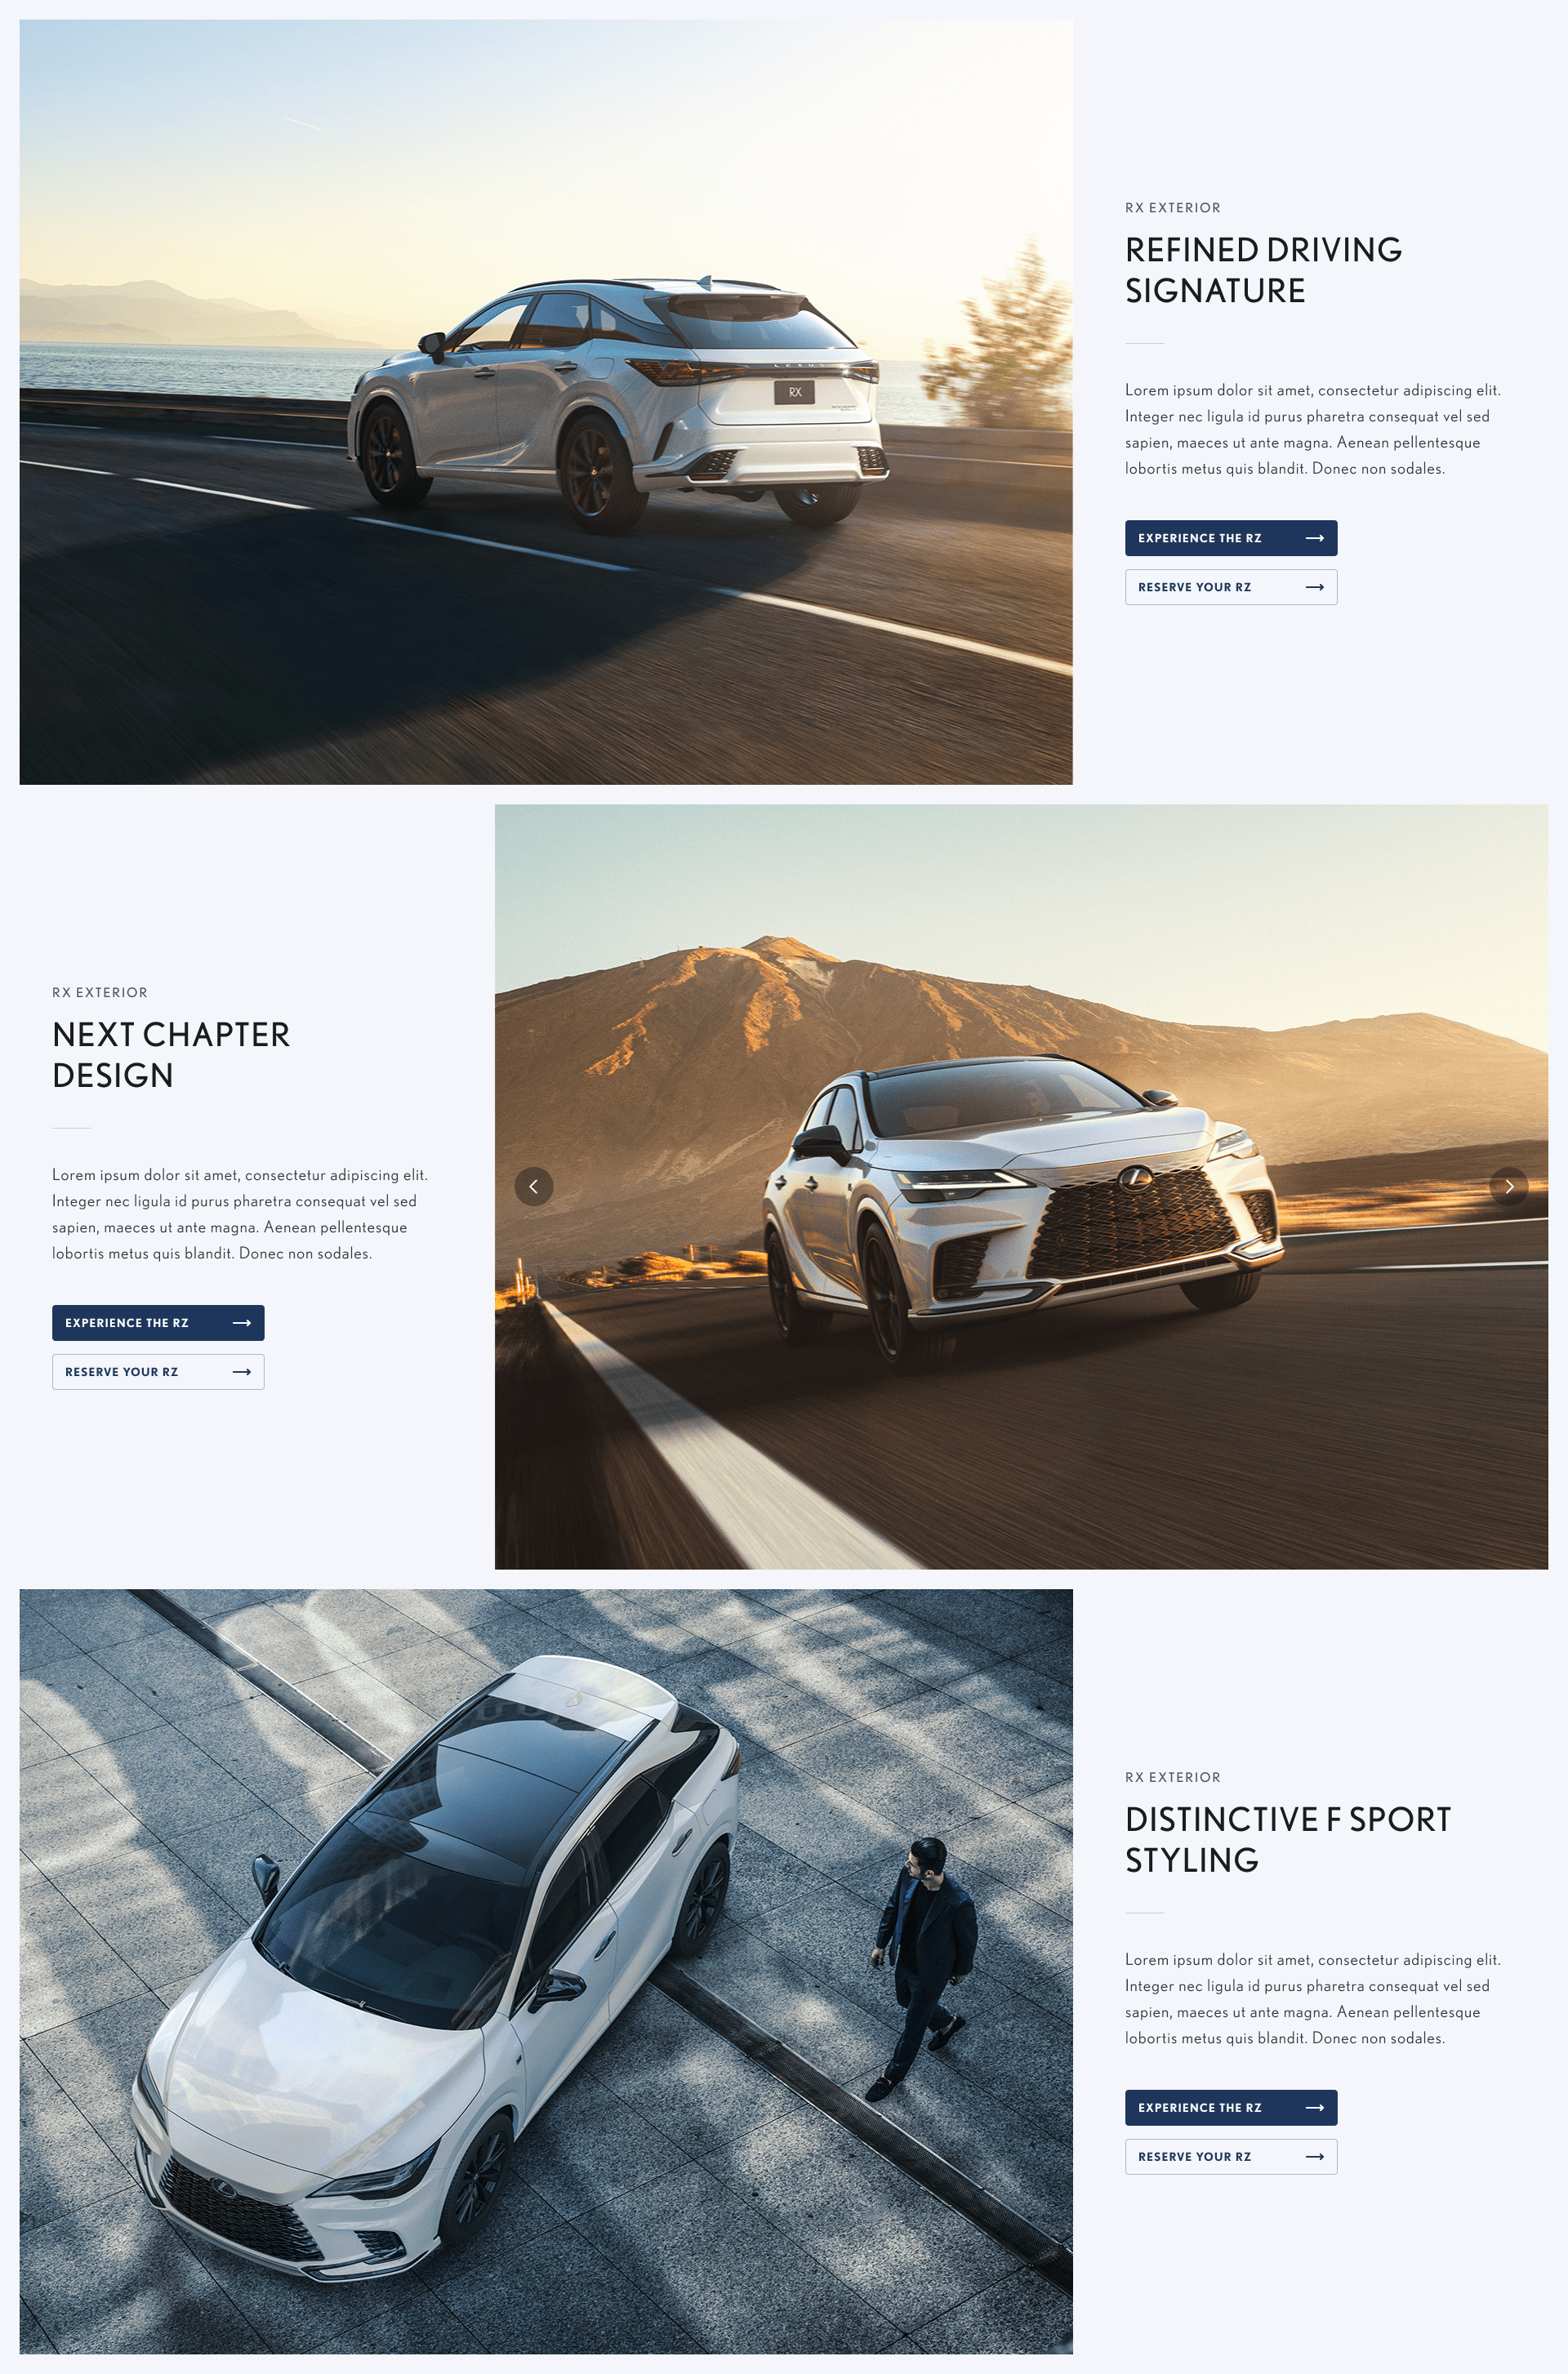 RX EXTERIOR
REFINED DRIVING
SIGNATURE
Lorem ipsum dolor sit amet, consectetur adipiscing elit.
Integer nec ligula id purus pharetra consequat vel sed
sapien, maeces ut ante magna. Aenean pellentesque
lobortis metus quis blandit. Donec non sodales.
EXPERIENCE THE RZ
RESERVE YOUR RZ
LEXUS
RX
RX EXTERIOR
NEXT CHAPTER
DESIGN
Lorem ipsum dolor sit amet, consectetur adipiscing elit.
Integer nec ligula id purus pharetra consequat vel sed
sapien, maeces ut ante magna. Aenean pellentesque
lobortis metus quis blandit. Donec non sodales.
EXPERIENCE THE RZ
RESERVE YOUR RZ
RX EXTERIOR
DISTINCTIVE F SPORT
STYLING
Lorem ipsum dolor sit amet, consectetur adipiscing elit.
Integer nec ligula id purus pharetra consequat vel sed
sapien, maeces ut ante magna. Aenean pellentesque
lobortis metus quis blandit. Donec non sodales.
EXPERIENCE THE RZ
RESERVE YOUR RZ